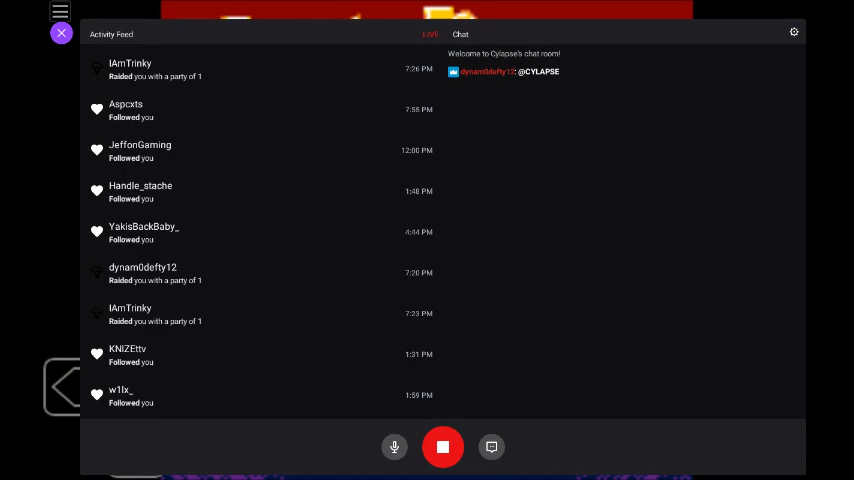 Activity Feed
LIVE
Chat
Welcome to Cylapse's chat room!
dynam0defty12: @CYLAPSE
IAmTrinky
Raided you with a party of 1
7:26 PM
Aspcxts
Followed you
7:55 PM
JeffonGaming
Followed you
12:00 PM
Handle_stache
Followed you
1:48 PM
YakisBackBaby_
Followed you
4:44 PM
dynam0defty12
Raided you with a party of 1
7:20 PM
IAmTrinky
Raided you with a party of 1
7:23 PM
KNIZEttv
Followed you
1:31 PM
w1lx_
Followed you
1:59 PM